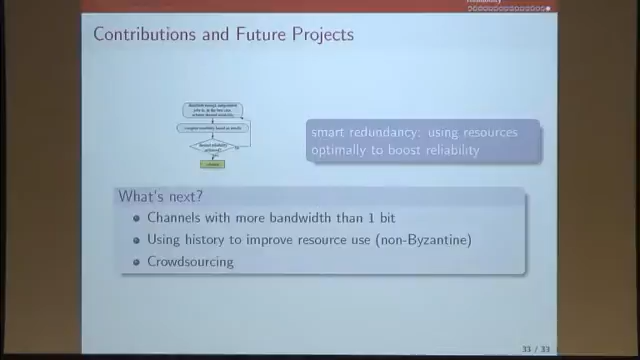 Reliability
Contributions and Future Projects
smart redundancy: using resources
optimally to boost reliability
What's next?
Channels with more bandwidth than 1 bit
Using history to improve resource use (non-Byzantine)
Crowdsourcing
33 / 33